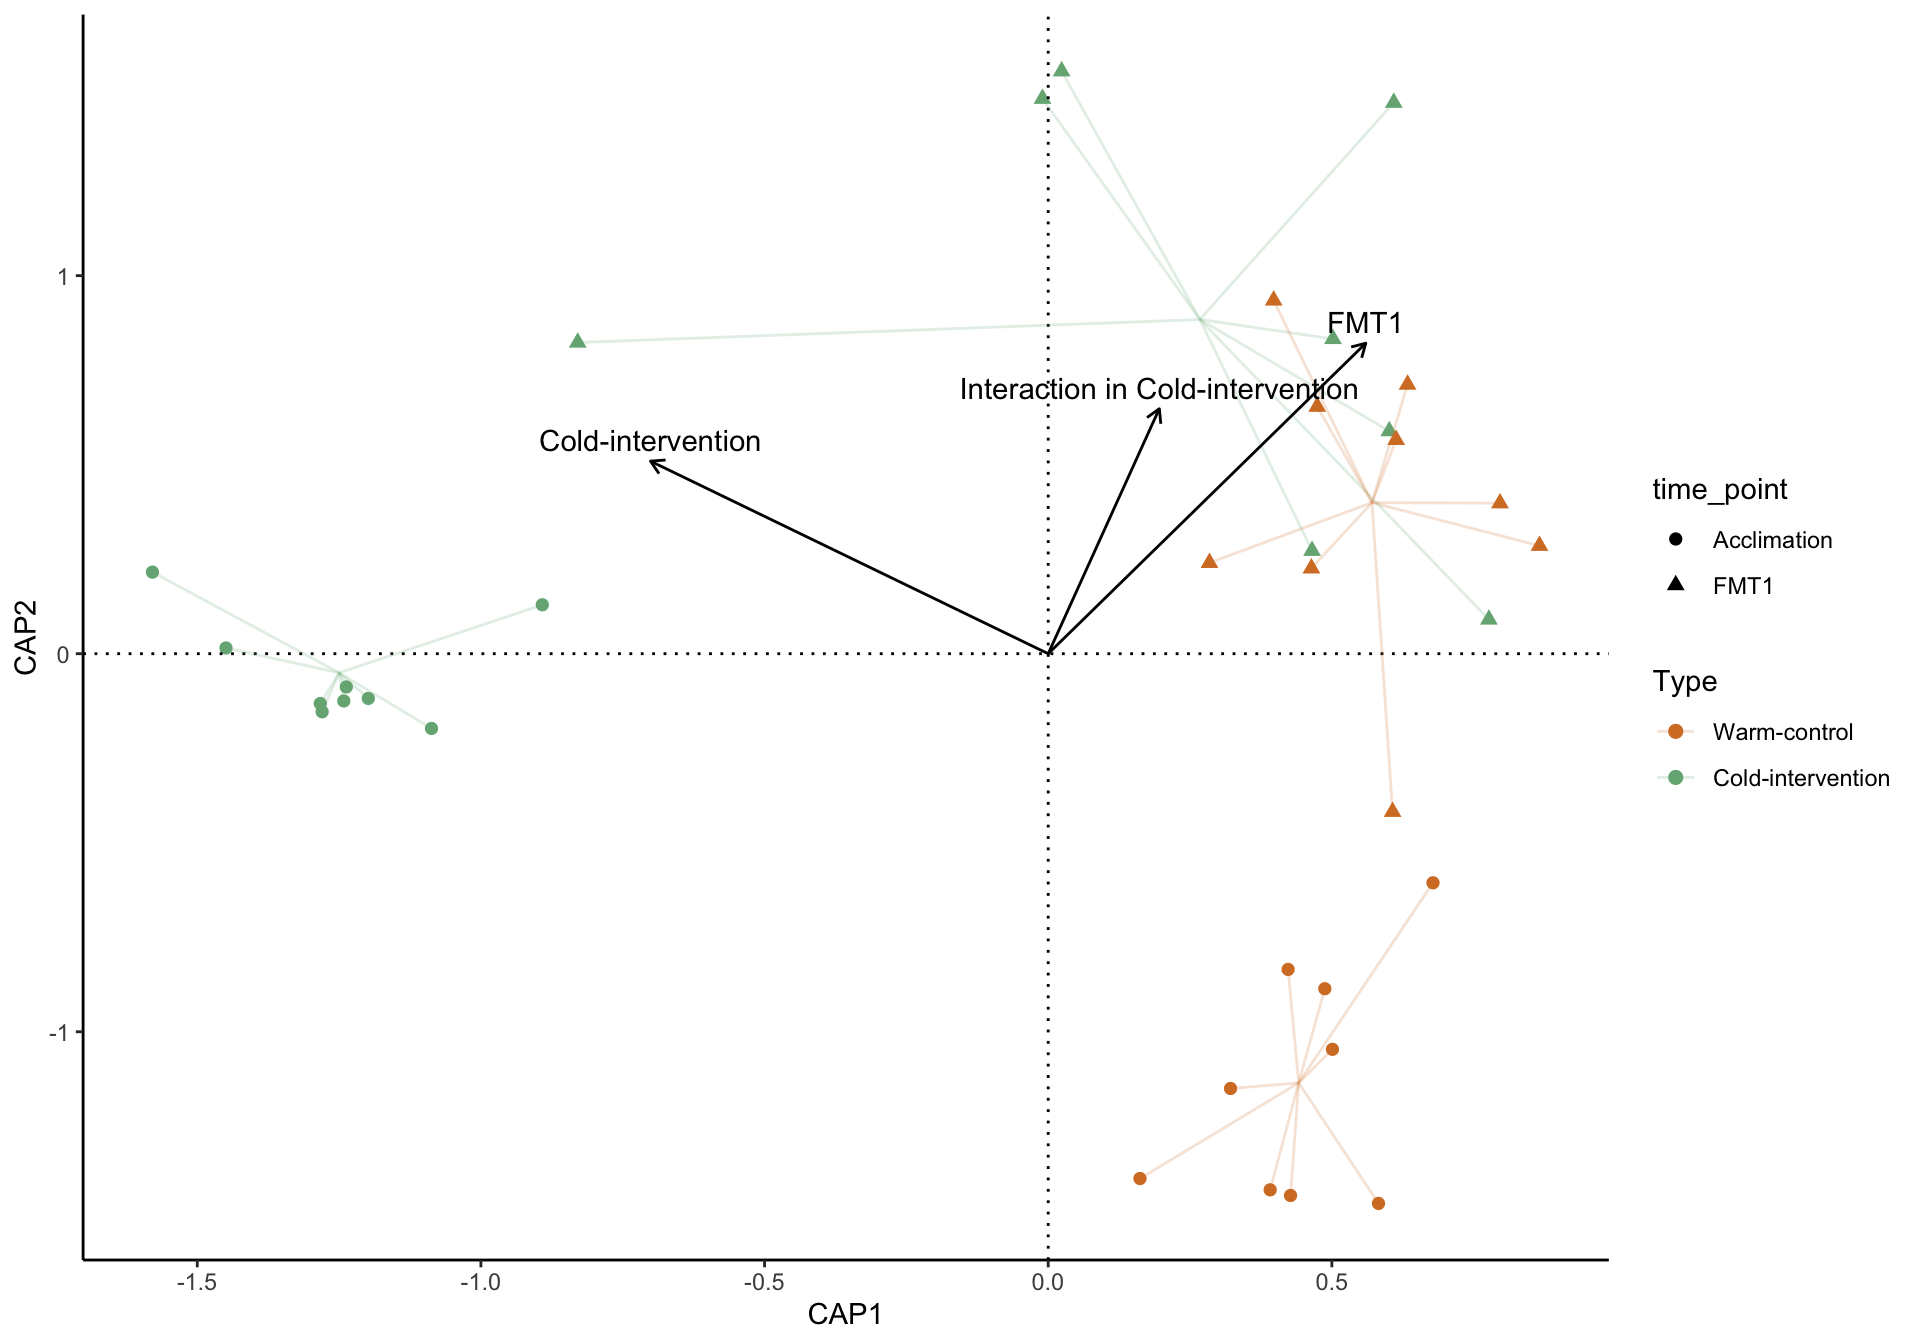 FMT1
Interaction in Cold-intervention
Cold-intervention
1
0
-1
CAP2
-1.5
-1.0
-0.5
0.0
0.5
CAP1
time_point
Acclimation
FMT1
Type
Warm-control
Cold-intervention